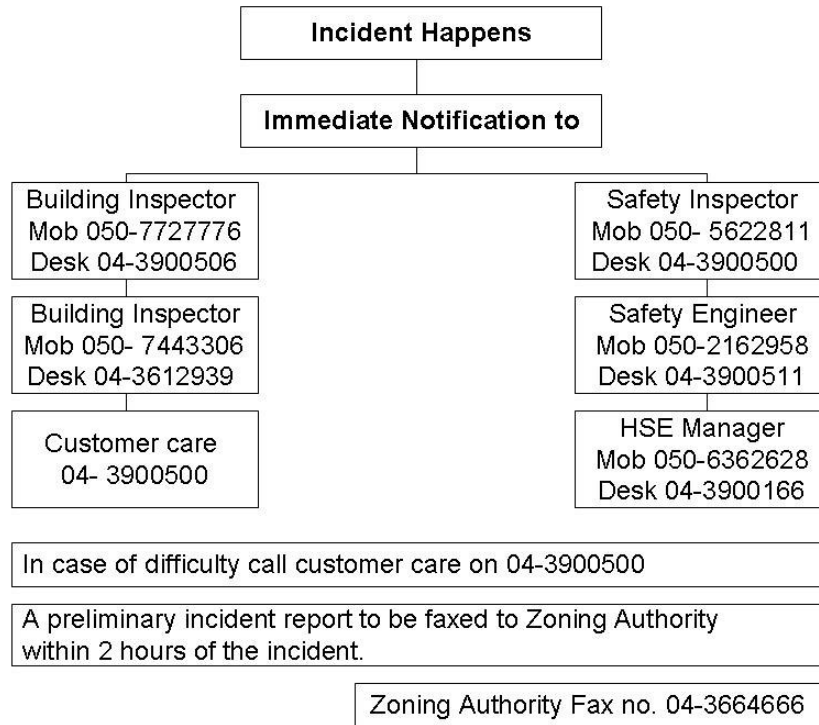 Incident Happens
Immediate Notification to
Building Inspector
Mob 050-7727776
Desk 04-3900506
Building Inspector
Mob 050- 7443306
Desk 04-3612939
Customer care
04- 3900500
Safety Inspector
Mob 050- 5622811
Desk 04-3900500
Safety Engineer
Mob 050-2162958
Desk 04-3900511
HSE Manager
Mob 050-6362628
Desk 04-3900166
In case of difficulty call customer care on 04-3900500
A preliminary incident report to be faxed to Zoning Authority
within 2 hours of the incident.
Zoning Authority Fax no. 04-3664666